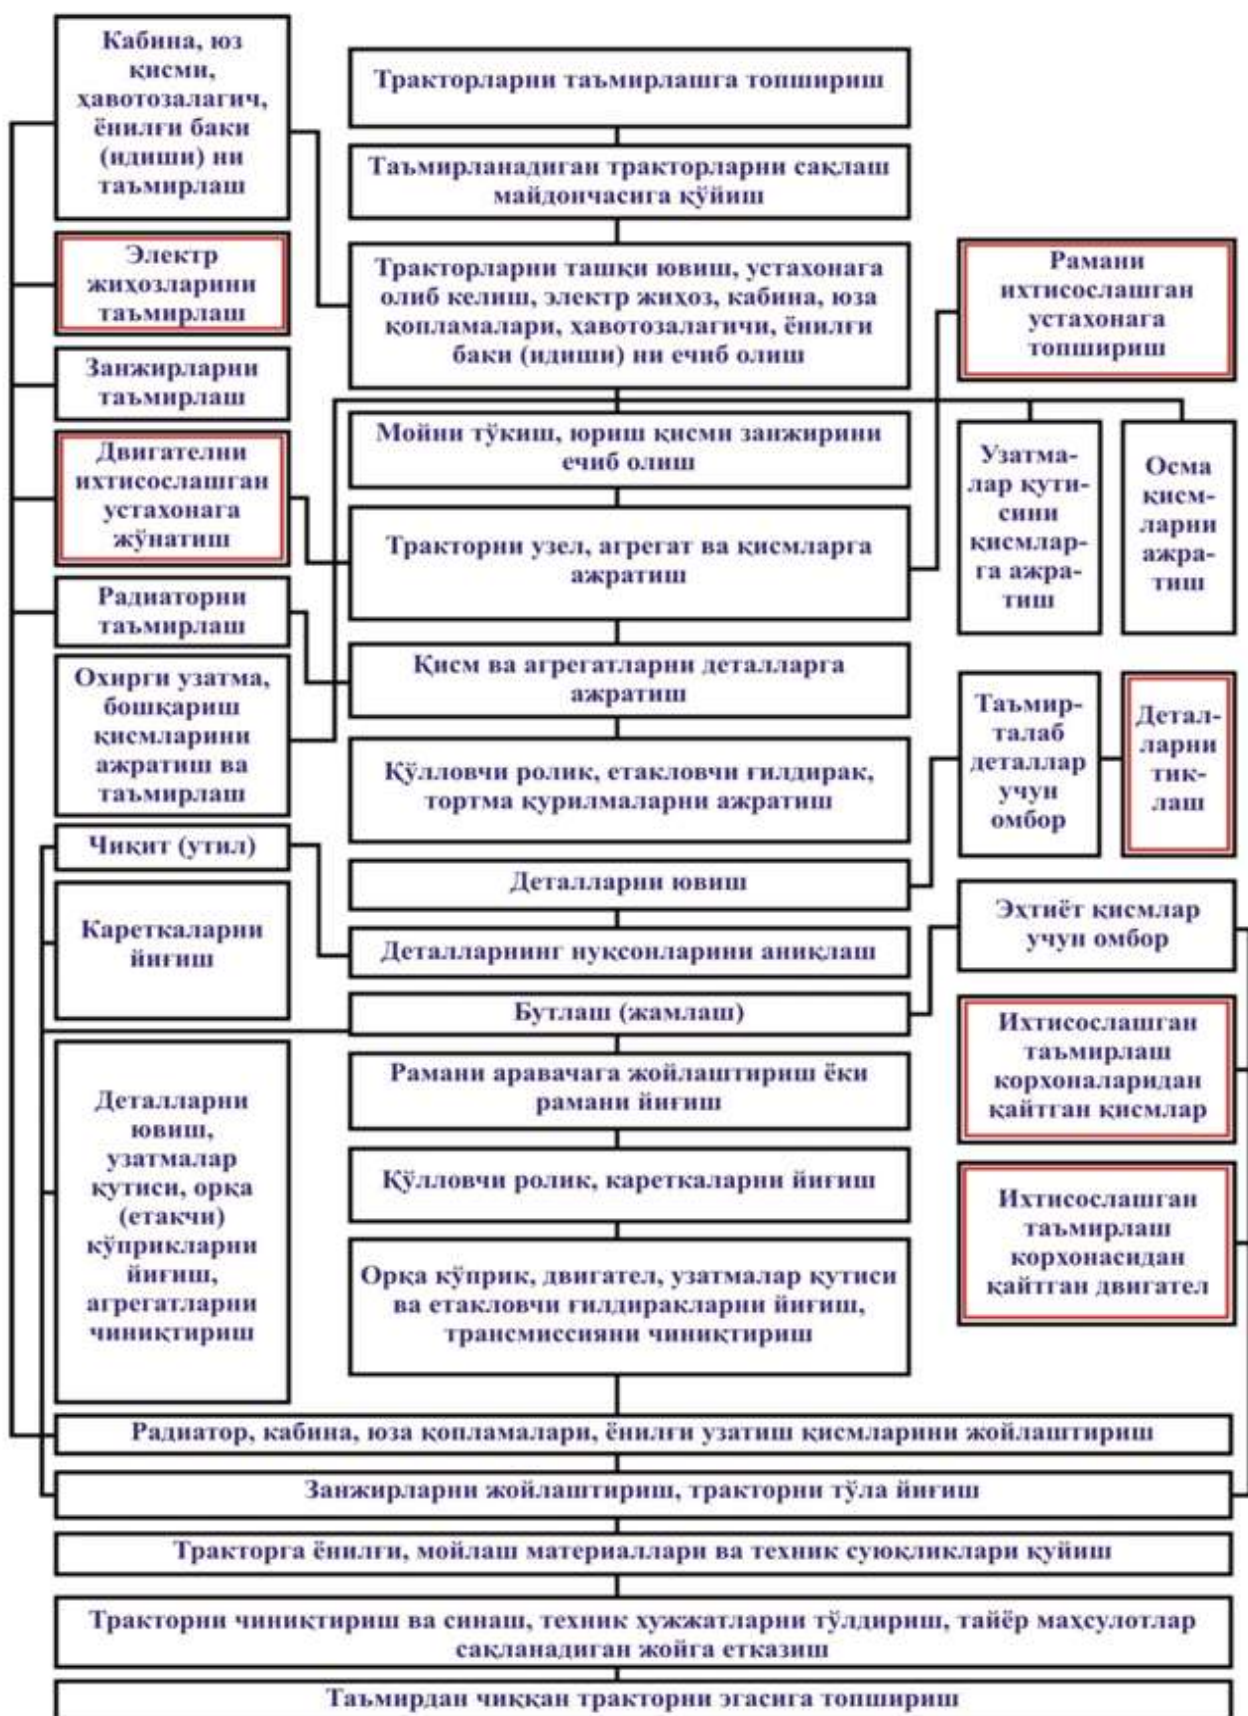 Кабина, юз
қисми,
ҳавотозалагич,
ёнилғи баки
(идиши) ни
таъмирлаш
Электр
жиҳозларини
таъмирлаш
Занжирларни
таъмирлаш
Двигателни
ихтисослашган
устахонага
жўнатиш
Радиаторни
таъмирлаш
Охирги узатма,
бошқариш
қисмларини
ажратиш ва
таъмирлаш
Чиқит (утил)
Кареткаларни
йиғиш
Деталларни
ювиш,
узатмалар
қутиси, орқа
(етакчи)
кўприкларни
йиғиш,
агрегатларни
чиниқтириш
Тракторларни таъмирлашга топшириш
Таъмирланадиган тракторларни сақлаш
майдончасига қўйиш
Тракторларни ташқи ювиш, устахонага
олиб келиш, электр жиҳоз, кабина, юза
қопламалари, ҳавотозалагичи, ёнилғи
баки (идиши) ни ечиб олиш
Мойни тўкиш, юриш қисми занжирини
ечиб олиш
Тракторни узел, агрегат ва қисмларга
ажратиш
Қисм ва агрегатларни деталларга
ажратиш
Қўлловчи ролик, етакловчи ғилдирак,
тортма қурилмаларни ажратиш
Деталларни ювиш
Деталларнинг нуқсонларини аниқлаш
Бутлаш (жамлаш)
Рамани аравачага жойлаштириш ёки
рамани йиғиш
Қўлловчи ролик, кареткаларни йиғиш
Орқа кўприк, двигател, узатмалар қутиси
ва етакловчи ғилдиракларни йиғиш,
трансмиссияни чиниқтириш
Рамани
ихтисослашган
устахонага
топшириш
Узатма-
лар қути-
сини
қисмлар-
га ажра-
тиш
Осма
қисм-
ларни
ажра-
тиш
Таъмир-
талаб
деталлар
учун
омбор
Детал-
ларни
тик-
лаш
Эҳтиёт қисмлар
учун омбор
Ихтисослашган
таъмирлаш
корхоналаридан
қайтган қисмлар
Ихтисослашган
таъмирлаш
корхонасидан
қайтган двигател
Радиатор, кабина, юза қопламалари, ёнилғи узатиш қисмларини жойлаштириш
Занжирларни жойлаштириш, тракторни тўла йиғиш
Тракторга ёнилғи, мойлаш материаллари ва техник суюқликлари қуйиш
Тракторни чиниқтириш ва синаш, техник хужжатларни тўлдириш, тайёр маҳсулотлар
сақланадиган жойга етказиш
Таъмирдан чиққан тракторни эгасига топшириш